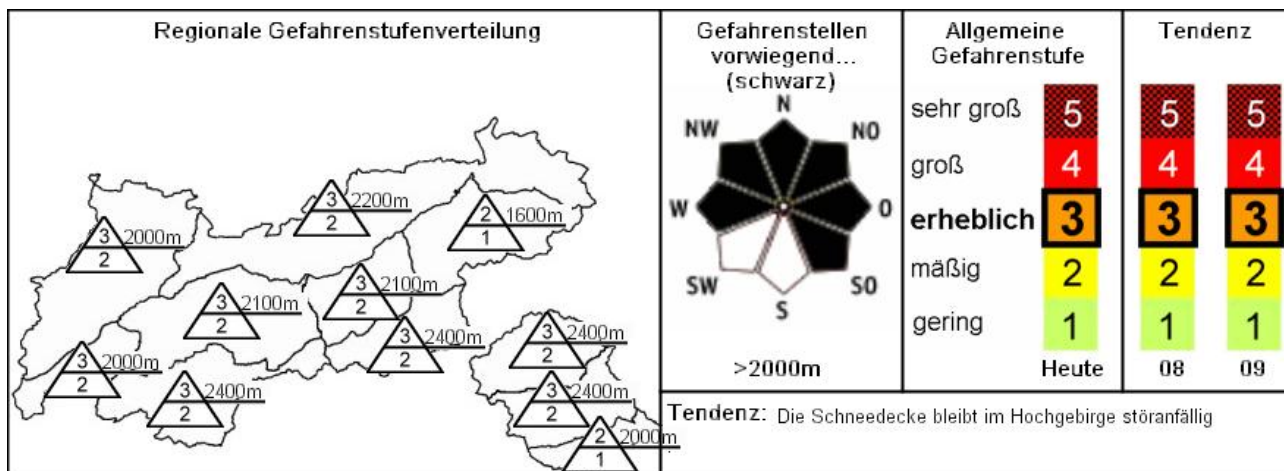 Regionale Gefahrenstufenverteilung
3
2200m
2
2
1600m
1
3
2000m
2
3
2100m
2
3
2100m
2
3
2400m
2
3
2400m
2
3
2000m
2
3
2400m
2
3
2400m
2
2
2000m
1
Gefahrenstellen
vorwiegend...
(schwarz)
N
NW
NO
W
O
SW
SO
S
>2000m
Allgemeine
Gefahrenstufe
Tendenz
sehr groß 5 5 5
groß 4 4 4
erheblich 3 3 3
mäßig 2 2 2
gering 1 1 1
Heute 08 09
Tendenz: Die Schneedecke bleibt im Hochgebirge störanfällig